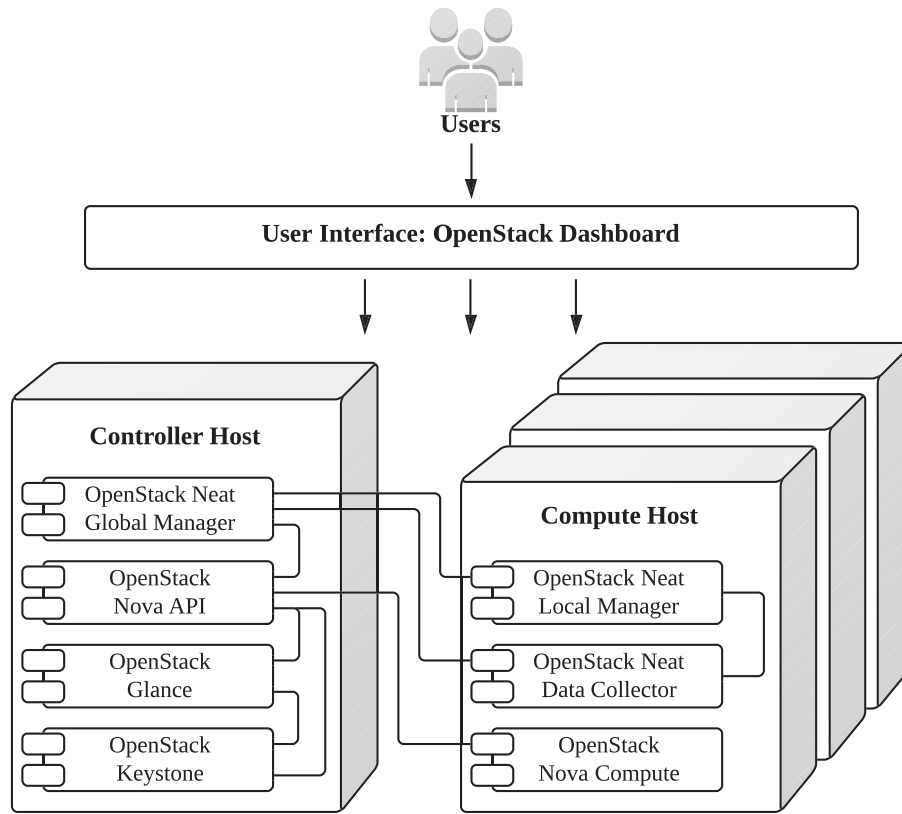 Users
User Interface: OpenStack Dashboard
Controller Host
OpenStack Neat
Global Manager
OpenStack
Nova API
OpenStack
Glance
OpenStack
Keystone
Compute Host
OpenStack Neat
Local Manager
OpenStack Neat
Data Collector
OpenStack
Nova Compute